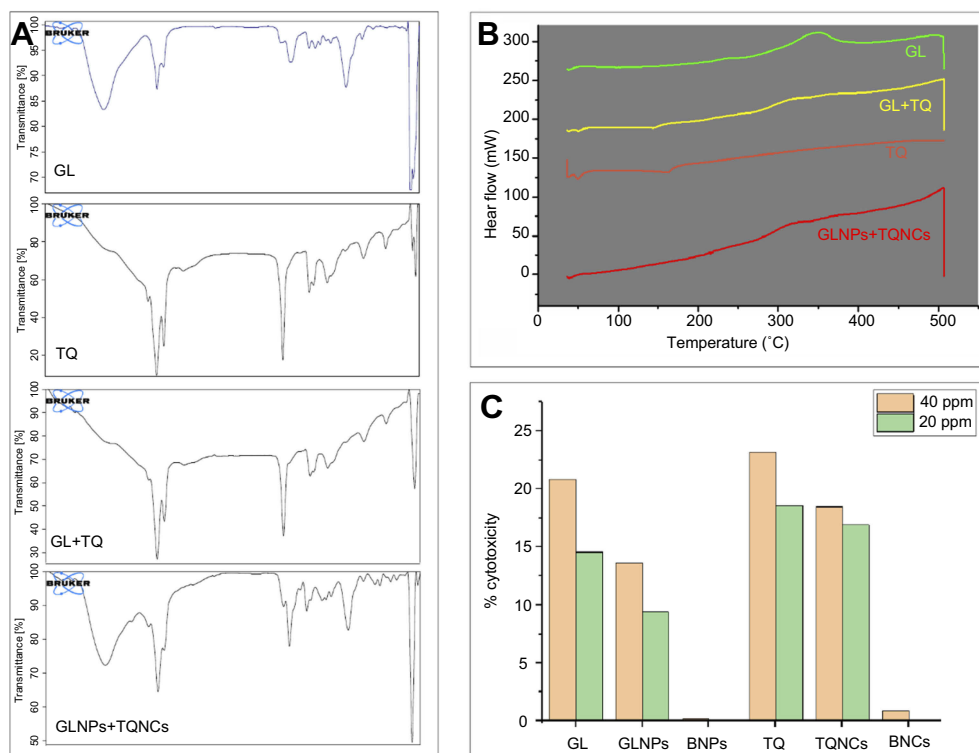 A
BRUKER
Transmittance [%]
100
95
90
85
80
75
70
GL
BRUKER
Transmittance [%]
100
80
60
40
20
TQ
BRUKER
Transmittance [%]
100
90
80
70
60
50
40
30
GL+TQ
BRUKER
Transmittance [%]
100
90
80
70
60
50
GLNPs+TQNCs
B
Hear flow (mW)
300
250
200
150
100
50
0
GL
GL+TQ
TQ
GLNPs+TQNCs
0 100 200 300 400 500
Temperature (˚C)
C
40 ppm
20 ppm
% cytotoxicity
25
20
15
10
5
0
GL GLNPs BNPs TQ TQNCs BNCs